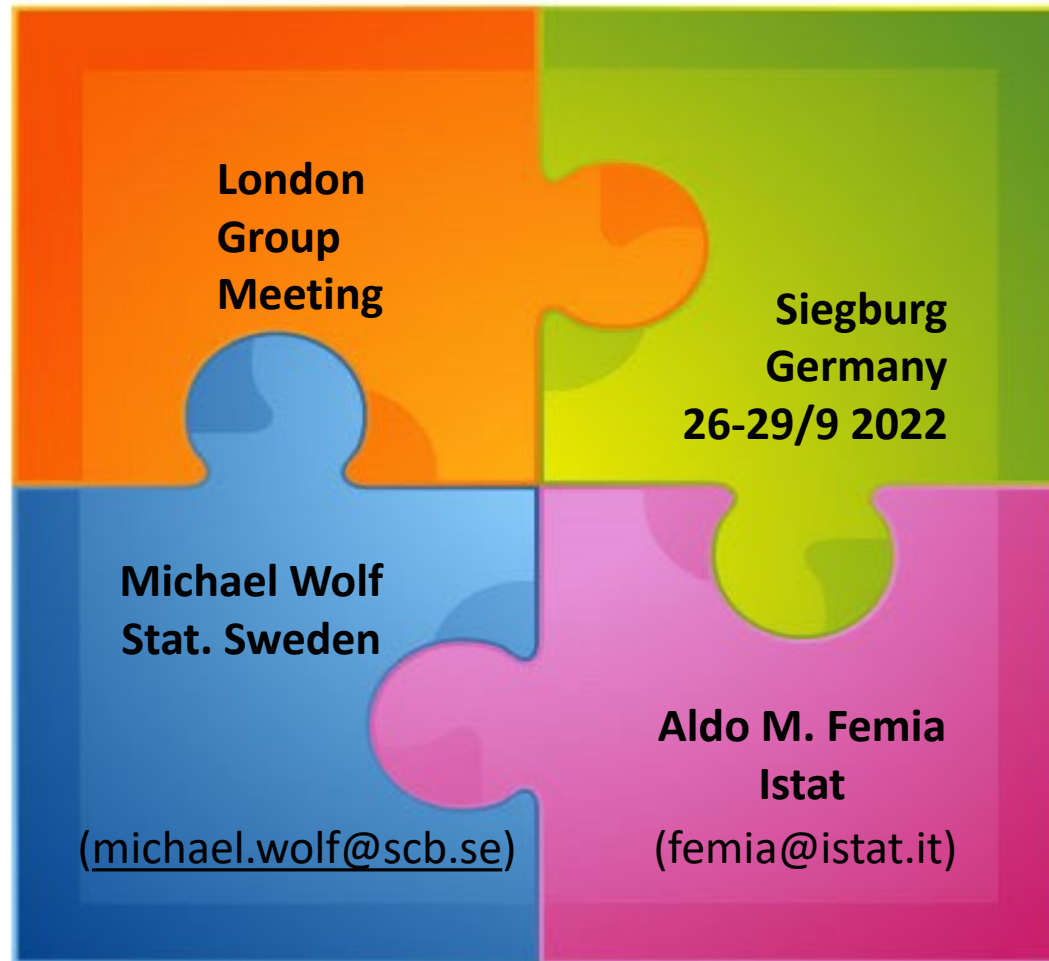 London
Group
Meeting
Siegburg
Germany
26-29/9 2022
Michael Wolf
Stat. Sweden
(michael.wolf@scb.se)
Aldo M. Femia
Istat
(femia@istat.it)